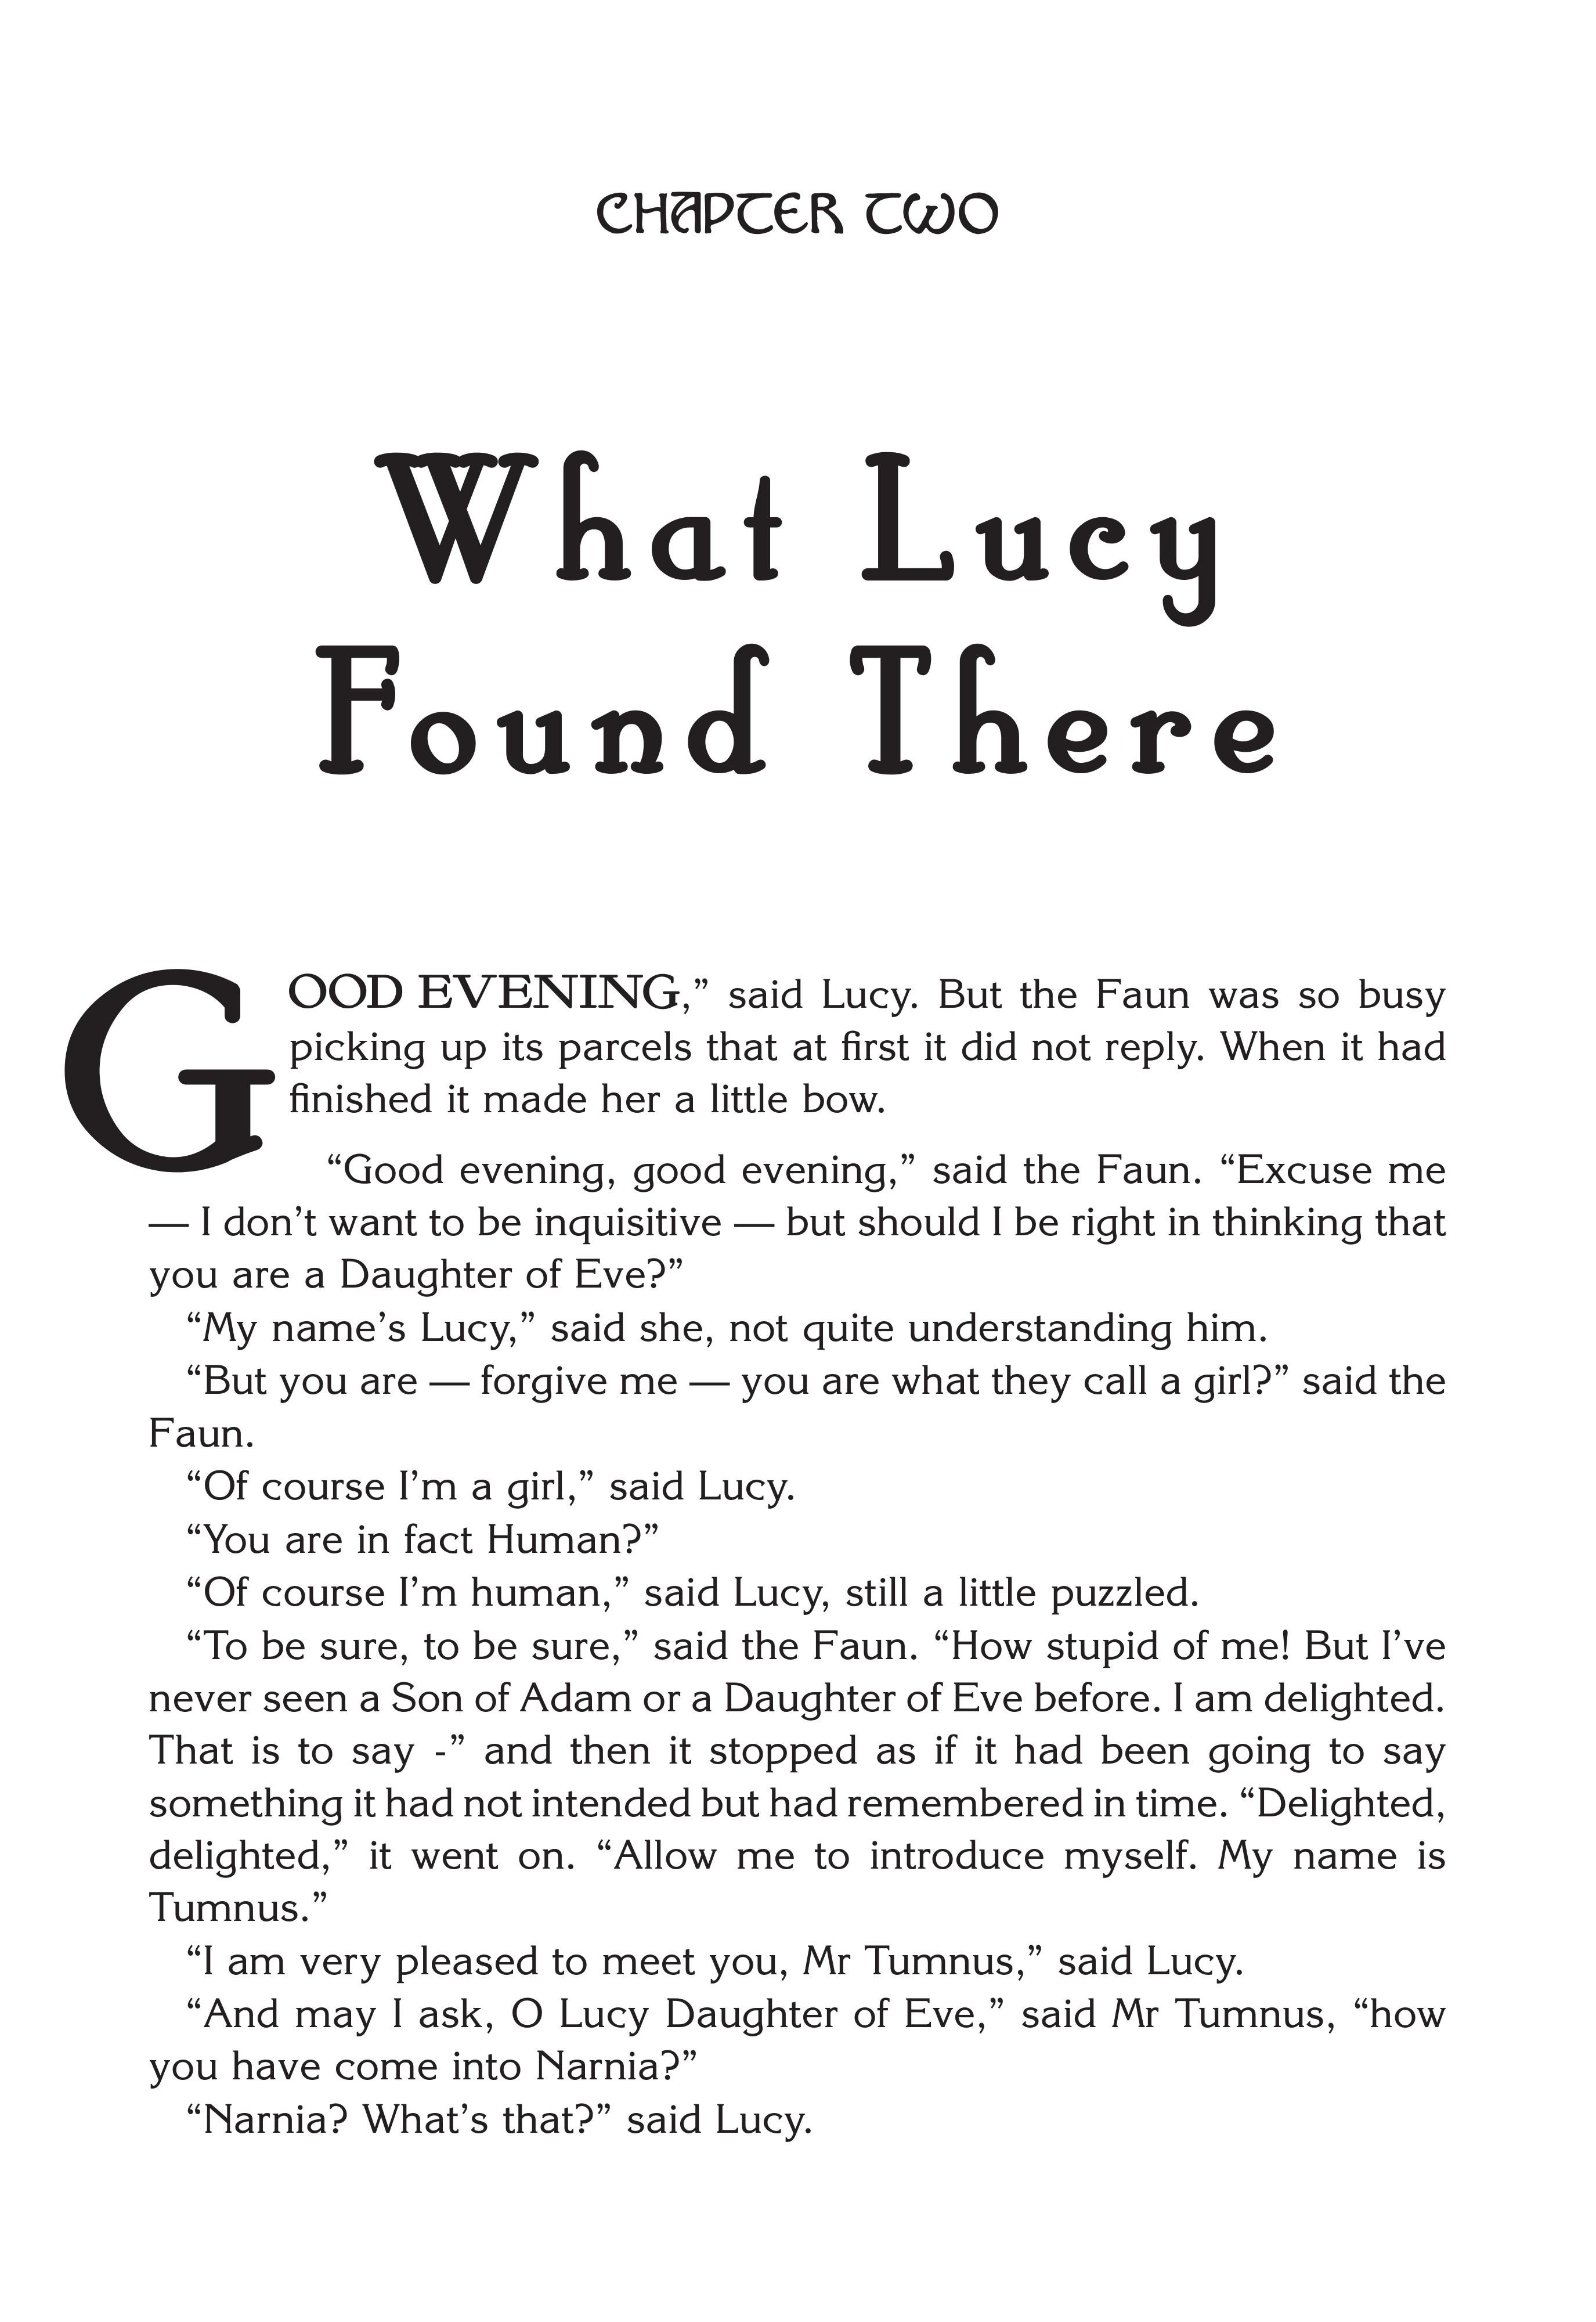 CHAPTER TWO
What Lucy
Found There
GOOD EVENING,” said Lucy. But the Faun was so busy
picking up its parcels that at first it did not reply. When it had
finished it made her a little bow.
“Good evening, good evening,” said the Faun. “Excuse me
— I don’t want to be inquisitive — but should I be right in thinking that
you are a Daughter of Eve?”
“My name’s Lucy,” said she, not quite understanding him.
“But you are — forgive me — you are what they call a girl?” said the
Faun.
“Of course I’m a girl,” said Lucy.
“You are in fact Human?”
“Of course I’m human,” said Lucy, still a little puzzled.
“To be sure, to be sure,” said the Faun. “How stupid of me! But I’ve
never seen a Son of Adam or a Daughter of Eve before. I am delighted.
That is to say -” and then it stopped as if it had been going to say
something it had not intended but had remembered in time. “Delighted,
delighted,” it went on. “Allow me to introduce myself. My name is
Tumnus.”
“I am very pleased to meet you, Mr Tumnus,” said Lucy.
“And may I ask, O Lucy Daughter of Eve,” said Mr Tumnus, “how
you have come into Narnia?”
“Narnia? What’s that?” said Lucy.